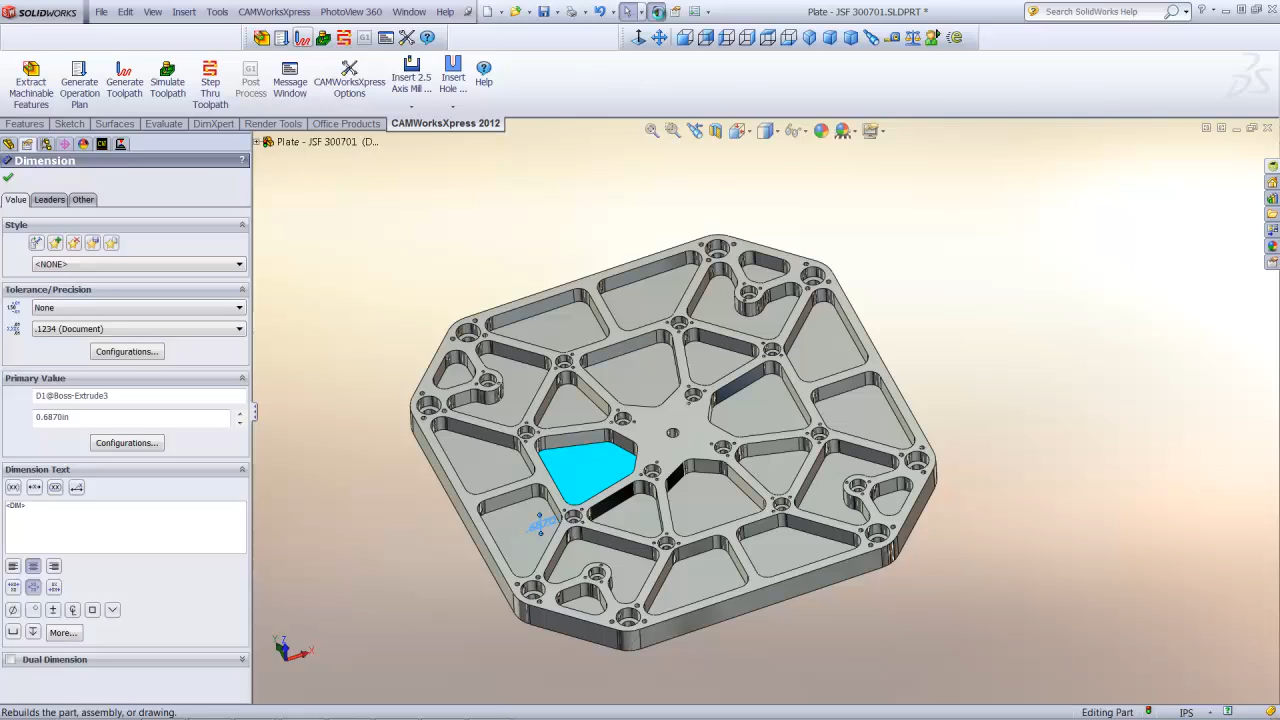 SOLIDWORKS File Edit View Insert Tools CAMWorksXpress PhotoView 360 Window Help Plate - JSF 300701.SLDPRT * Search SolidWorks Help
Extract Machinable Features
Generate Operation Plan
Generate Toolpath
Simulate Toolpath
Step Thru Toolpath
Post Process
Message Window
CAMWorksXpress Options
Insert 2.5 Axis Mill ...
Insert Hole ...
Help
Features Sketch Surfaces Evaluate DimXpert Render Tools Office Products CAMWorksXpress 2012
Plate - JSF 300701 (D...
Dimension ?
Value Leaders Other
Style
<NONE>
Tolerance/Precision
None
.1234 (Document)
Configurations...
Primary Value
D1@Boss-Extrude3
0.6870in
Configurations...
Dimension Text
<DIM>
More...
Dual Dimension
.6870
Z
Y
X
Rebuilds the part, assembly, or drawing. Editing Part IPS